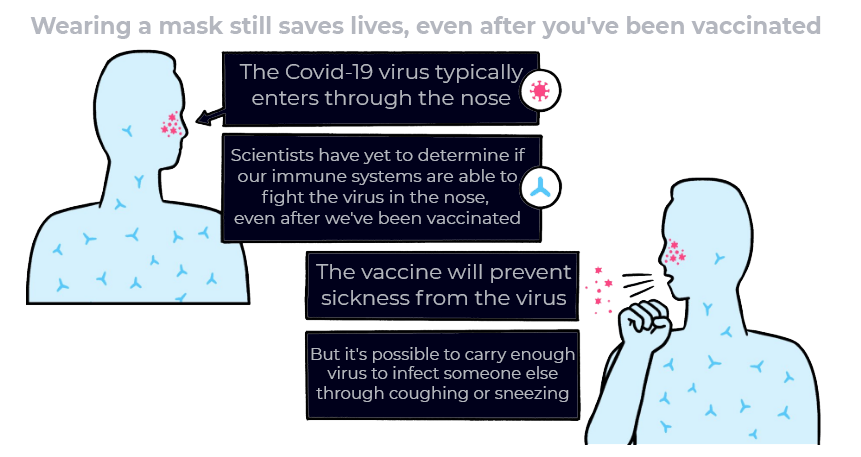 Wearing a mask still saves lives, even after you've been vaccinated
The Covid-19 virus typically
enters through the nose
Scientists have yet to determine if
our immune systems are able to
fight the virus in the nose,
even after we've been vaccinated
The vaccine will prevent
sickness from the virus
But it's possible to carry enough
virus to infect someone else
through coughing or sneezing